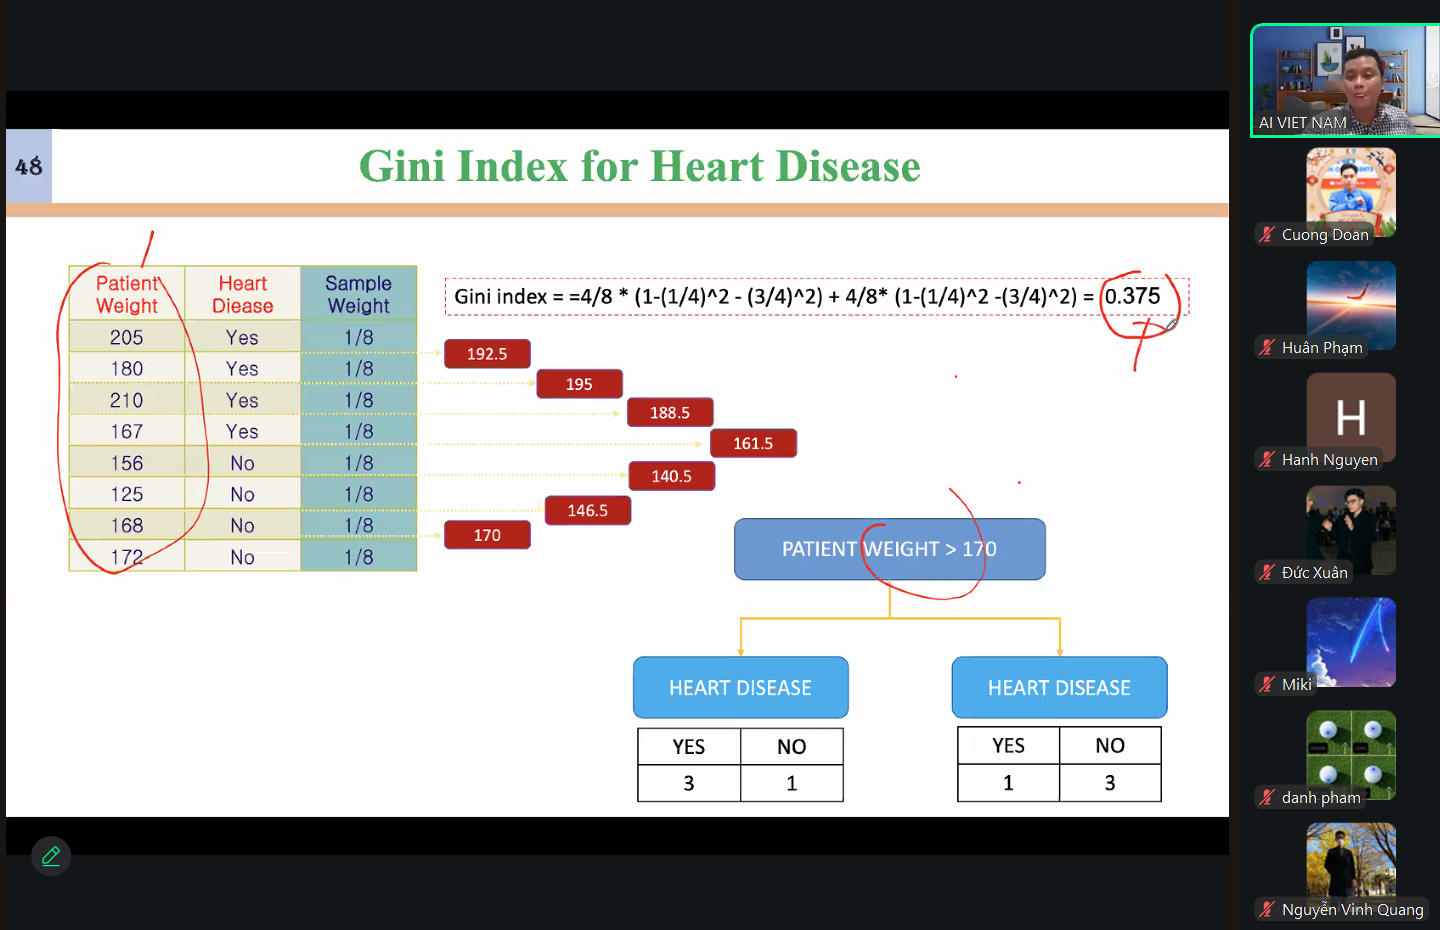 48
Gini Index for Heart Disease
Patient Weight
Heart Diease
Sample Weight
205 Yes 1/8
180 Yes 1/8
210 Yes 1/8
167 Yes 1/8
156 No 1/8
125 No 1/8
168 No 1/8
172 No 1/8
Gini index = =4/8 * (1-(1/4)^2 - (3/4)^2) + 4/8* (1-(1/4)^2 -(3/4)^2) = 0.375
192.5
195
188.5
161.5
140.5
146.5
170
PATIENT WEIGHT > 170
HEART DISEASE
YES NO
3 1
HEART DISEASE
YES NO
1 3
AI VIET NAM
Cuong Doan
Huân Phạm
H
Hanh Nguyen
Đức Xuân
Miki
danh pham
Nguyễn Vinh Quang